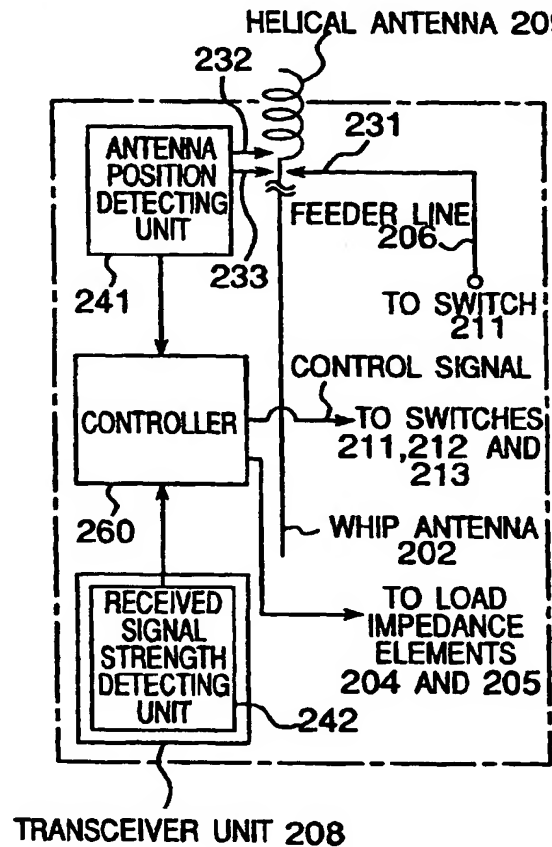 HELICAL ANTENNA 20
232
231
ANTENNA
POSITION
DETECTING
UNIT
FEEDER LINE
206
233
241
TO SWITCH
211
CONTROL SIGNAL
CONTROLLER
TO SWITCHES
211,212 AND
213
260
WHIP ANTENNA
202
RECEIVED
SIGNAL
STRENGTH
DETECTING
UNIT
TO LOAD
IMPEDANCE
ELEMENTS
204 AND 205
242
TRANSCEIVER UNIT 208